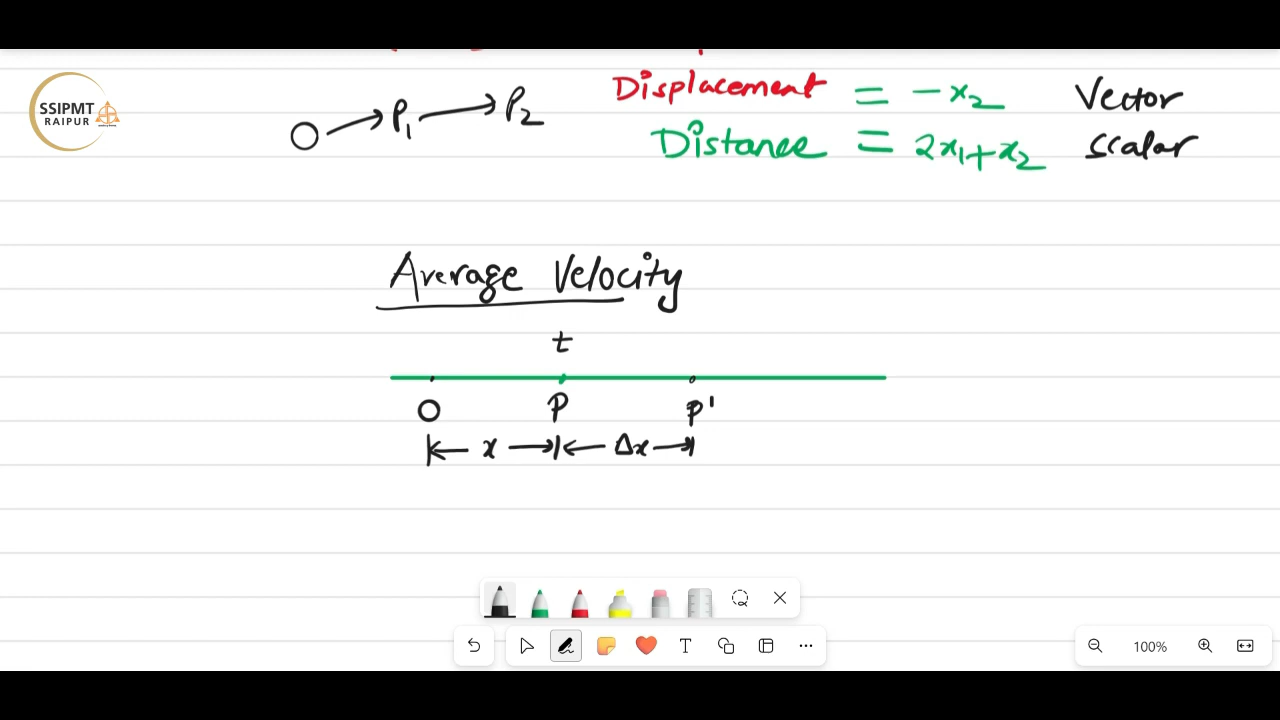 SSIPMT
RAIPUR
O → P₁ → P₂
Displacement = -x₂ Vector
Distance = 2x₁+x₂ scalar
Average Velocity
t
O P P'
x Δx
T
100%